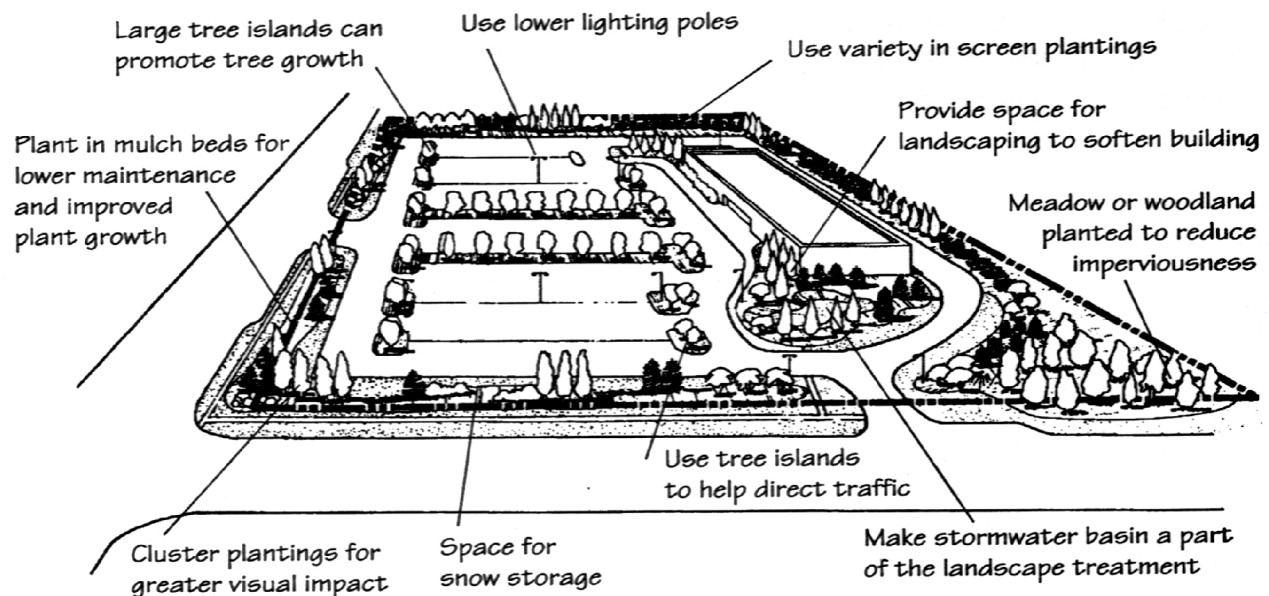 Large tree islands can
promote tree growth
Use lower lighting poles
Use variety in screen plantings
Provide space for
landscaping to soften building
Plant in mulch beds for
lower maintenance
and improved
plant growth
Meadow or woodland
planted to reduce
imperviousness
Use tree islands
to help direct traffic
Cluster plantings for
greater visual impact
Space for
snow storage
Make stormwater basin a part
of the landscape treatment